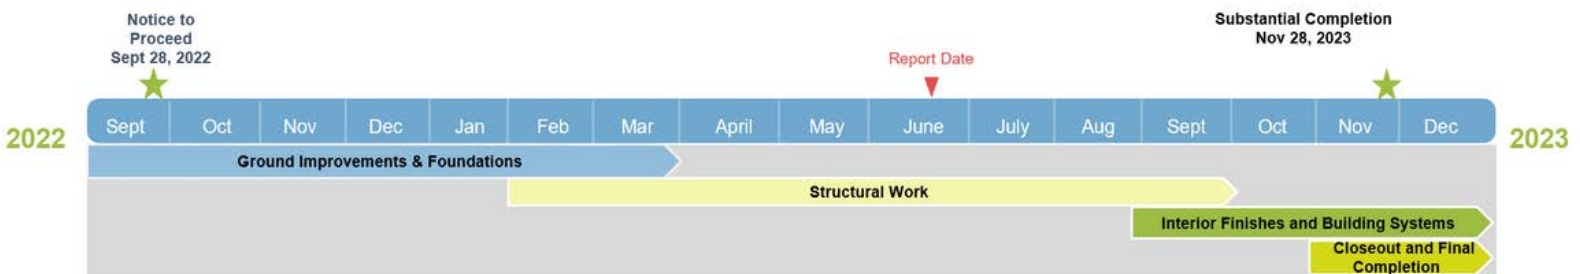 Notice to
Proceed
Sept 28, 2022
Substantial Completion
Nov 28, 2023
Report Date
2022
Sept Oct Nov Dec Jan Feb Mar April May June July Aug Sept Oct Nov Dec
2023
Ground Improvements & Foundations
Structural Work
Interior Finishes and Building Systems
Closeout and Final
Completion